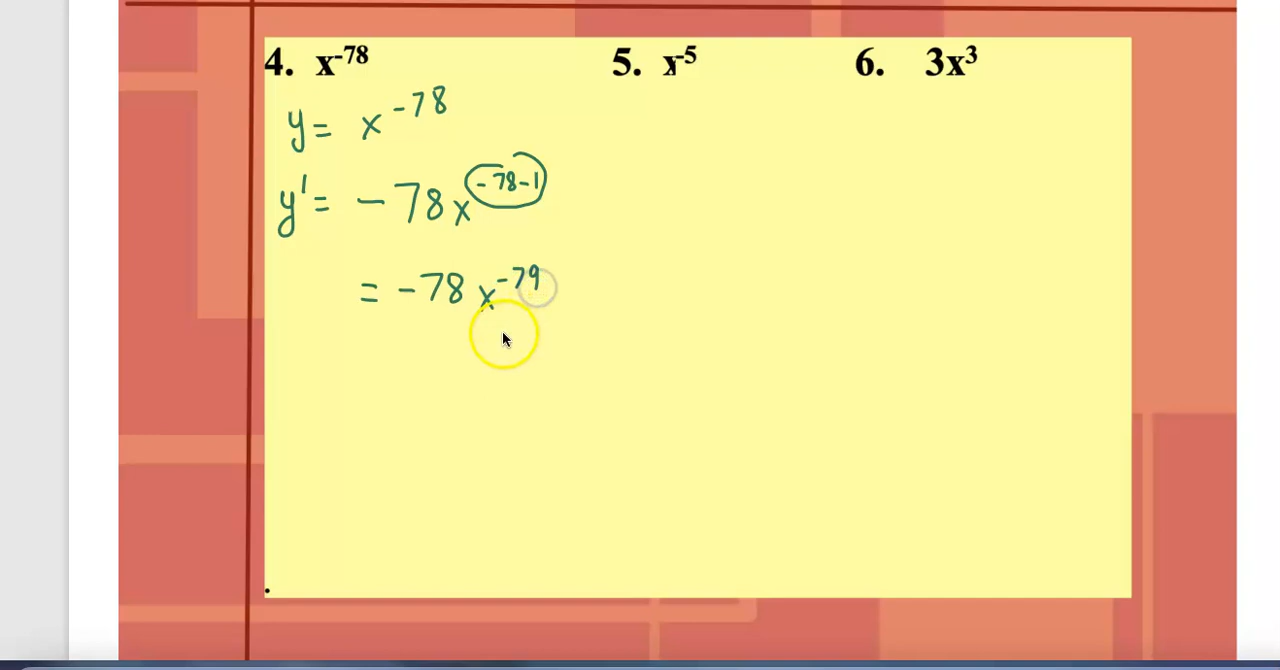 4. x⁻⁷⁸ 5. x⁻⁵ 6. 3x³
y = x⁻⁷⁸
y' = -78x⁻⁷⁸⁻¹
= -78x⁻⁷⁹
.